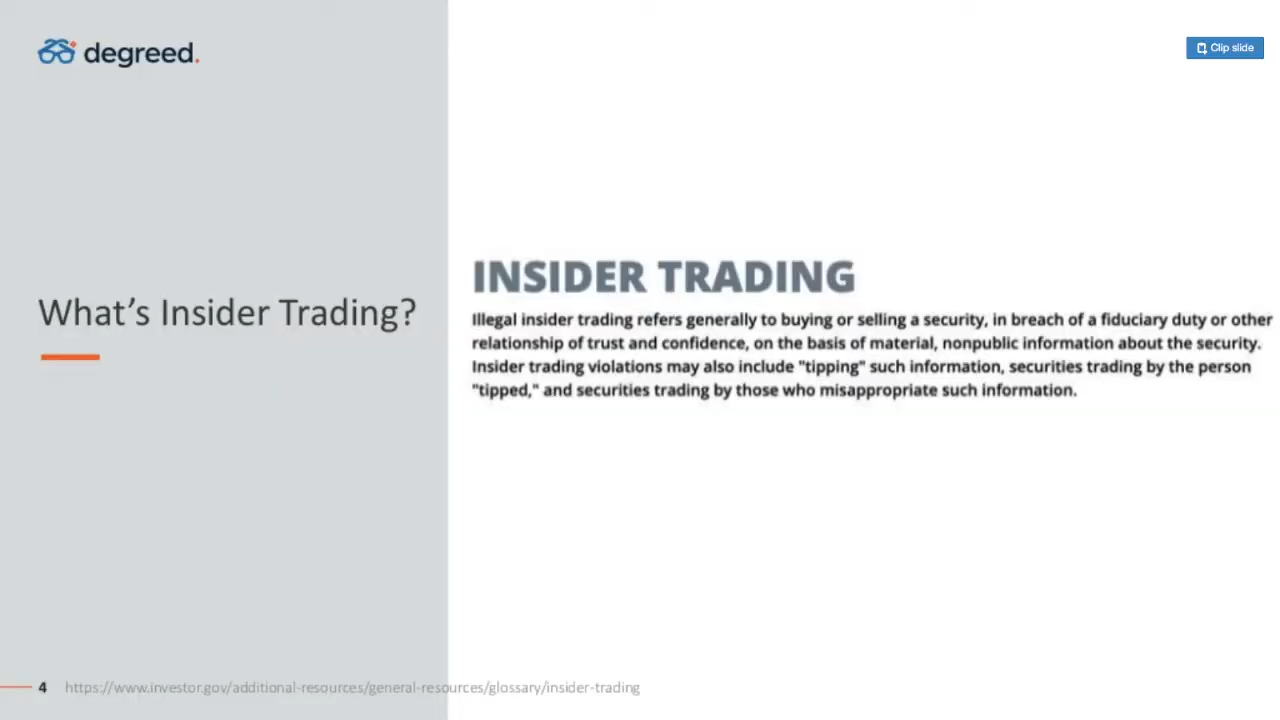 degreed.
Clip slide
What's Insider Trading?
INSIDER TRADING
Illegal insider trading refers generally to buying or selling a security, in breach of a fiduciary duty or other
relationship of trust and confidence, on the basis of material, nonpublic information about the security.
Insider trading violations may also include "tipping" such information, securities trading by the person
"tipped," and securities trading by those who misappropriate such information.
4 https://www.investor.gov/additional-resources/general-resources/glossary/insider-trading